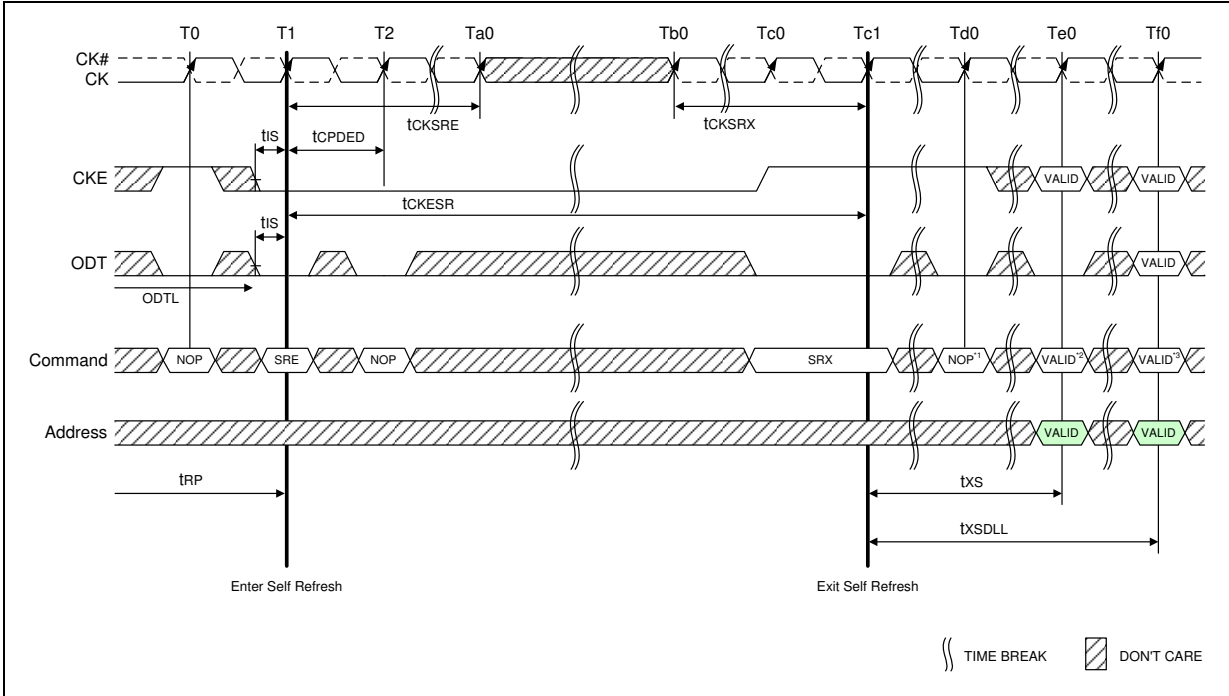 T0 T1 T2 Ta0 Tb0 Tc0 Tc1 Td0 Te0 Tf0
CK#
CK
tCKSRE tCKSRX
tIS tCPDED
CKE VALID VALID
tCKESR
tIS
ODT VALID
ODTL
Command NOP SRE NOP SRX NOP*1 VALID*2 VALID*3
Address VALID VALID
tRP tXS
tXSDLL
Enter Self Refresh Exit Self Refresh
TIME BREAK DON'T CARE